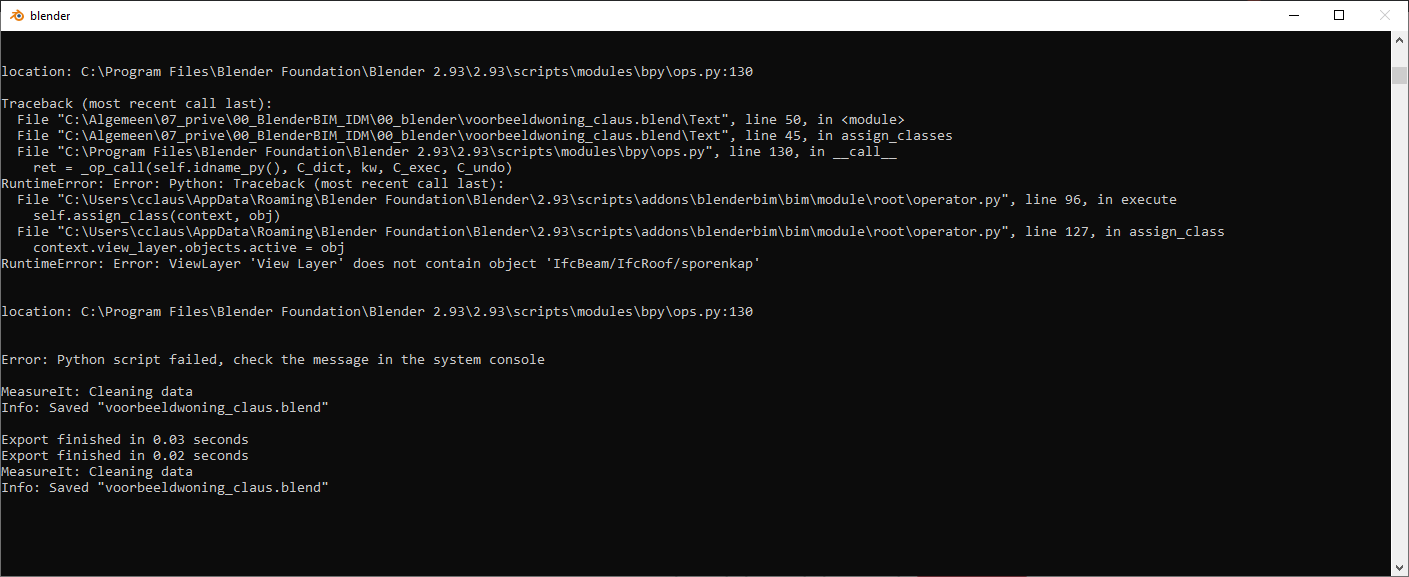 blender
location: C:\Program Files\Blender Foundation\Blender 2.93\2.93\scripts\modules\bpy\ops.py:130
Traceback (most recent call last):
  File "C:\Algemeen\07_prive\00_BlenderBIM_IDM\00_blender\voorbeeldwoning_claus.blend\Text", line 50, in <module>
  File "C:\Algemeen\07_prive\00_BlenderBIM_IDM\00_blender\voorbeeldwoning_claus.blend\Text", line 45, in assign_classes
  File "C:\Program Files\Blender Foundation\Blender 2.93\2.93\scripts\modules\bpy\ops.py", line 130, in __call__
    ret = _op_call(self.idname_py(), C_dict, kw, C_exec, C_undo)
RuntimeError: Error: Python: Traceback (most recent call last):
  File "C:\Users\cclaus\AppData\Roaming\Blender Foundation\Blender\2.93\scripts\addons\blenderbim\bim\module\root\operator.py", line 96, in execute
    self.assign_class(context, obj)
  File "C:\Users\cclaus\AppData\Roaming\Blender Foundation\Blender\2.93\scripts\addons\blenderbim\bim\module\root\operator.py", line 127, in assign_class
    context.view_layer.objects.active = obj
RuntimeError: Error: ViewLayer 'View Layer' does not contain object 'IfcBeam/IfcRoof/sporenkap'
location: C:\Program Files\Blender Foundation\Blender 2.93\2.93\scripts\modules\bpy\ops.py:130
Error: Python script failed, check the message in the system console
MeasureIt: Cleaning data
Info: Saved "voorbeeldwoning_claus.blend"
Export finished in 0.03 seconds
Export finished in 0.02 seconds
MeasureIt: Cleaning data
Info: Saved "voorbeeldwoning_claus.blend"